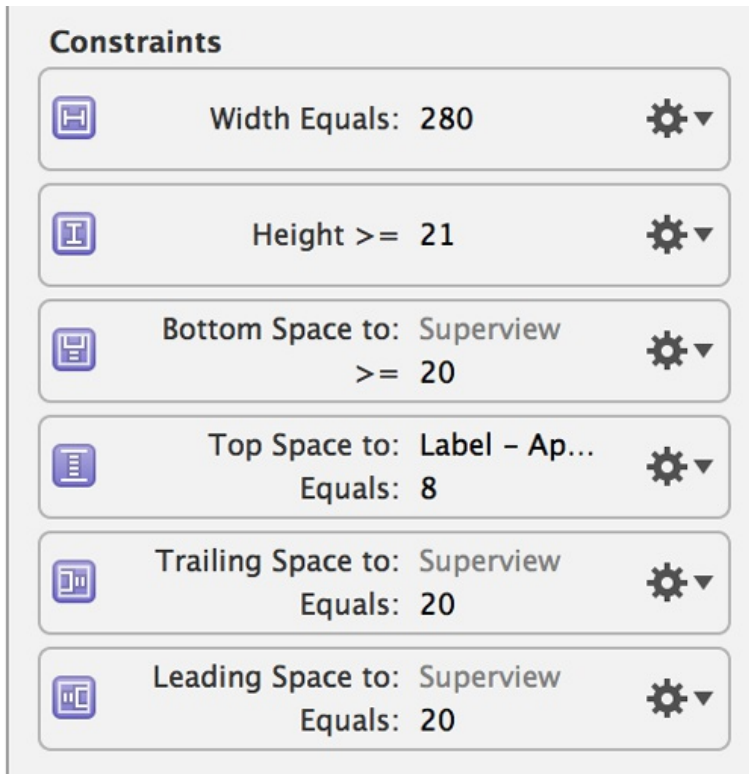 Constraints
Width Equals: 280
Height >= 21
Bottom Space to: Superview
>= 20
Top Space to: Label – Ap...
Equals: 8
Trailing Space to: Superview
Equals: 20
Leading Space to: Superview
Equals: 20